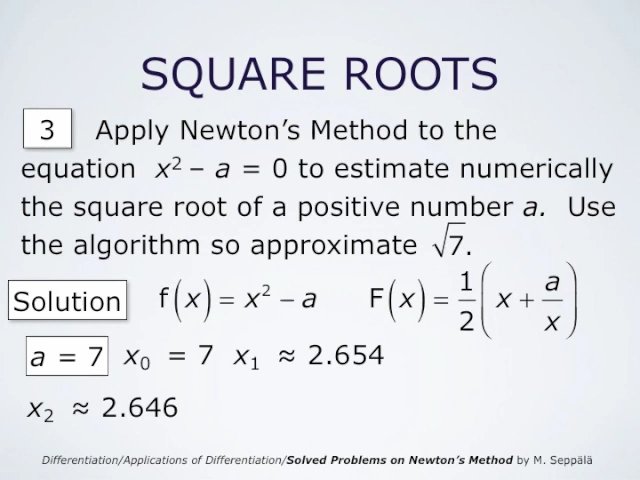 SQUARE ROOTS
3 Apply Newton’s Method to the
equation x² – a = 0 to estimate numerically
the square root of a positive number a. Use
the algorithm so approximate √7.
Solution f(x) = x² − a F(x) = 1/2 (x + a/x)
a = 7 x₀ = 7 x₁ ≈ 2.654
x₂ ≈ 2.646
Differentiation/Applications of Differentiation/Solved Problems on Newton’s Method by M. Seppälä